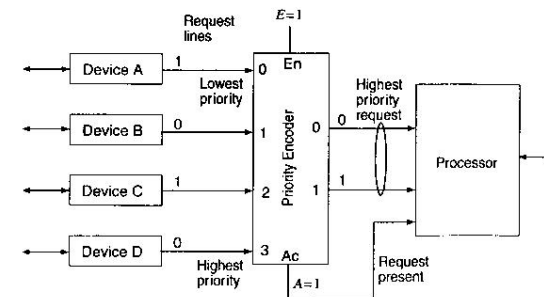 Request
lines
E=1
Device A
1
0
En
Lowest
priority
Highest
priority
request
Device B
0
1
0
0
Priority Encoder
Processor
Device C
1
2
1
1
Device D
0
3
Highest
priority
Ac
A=1
Request
present